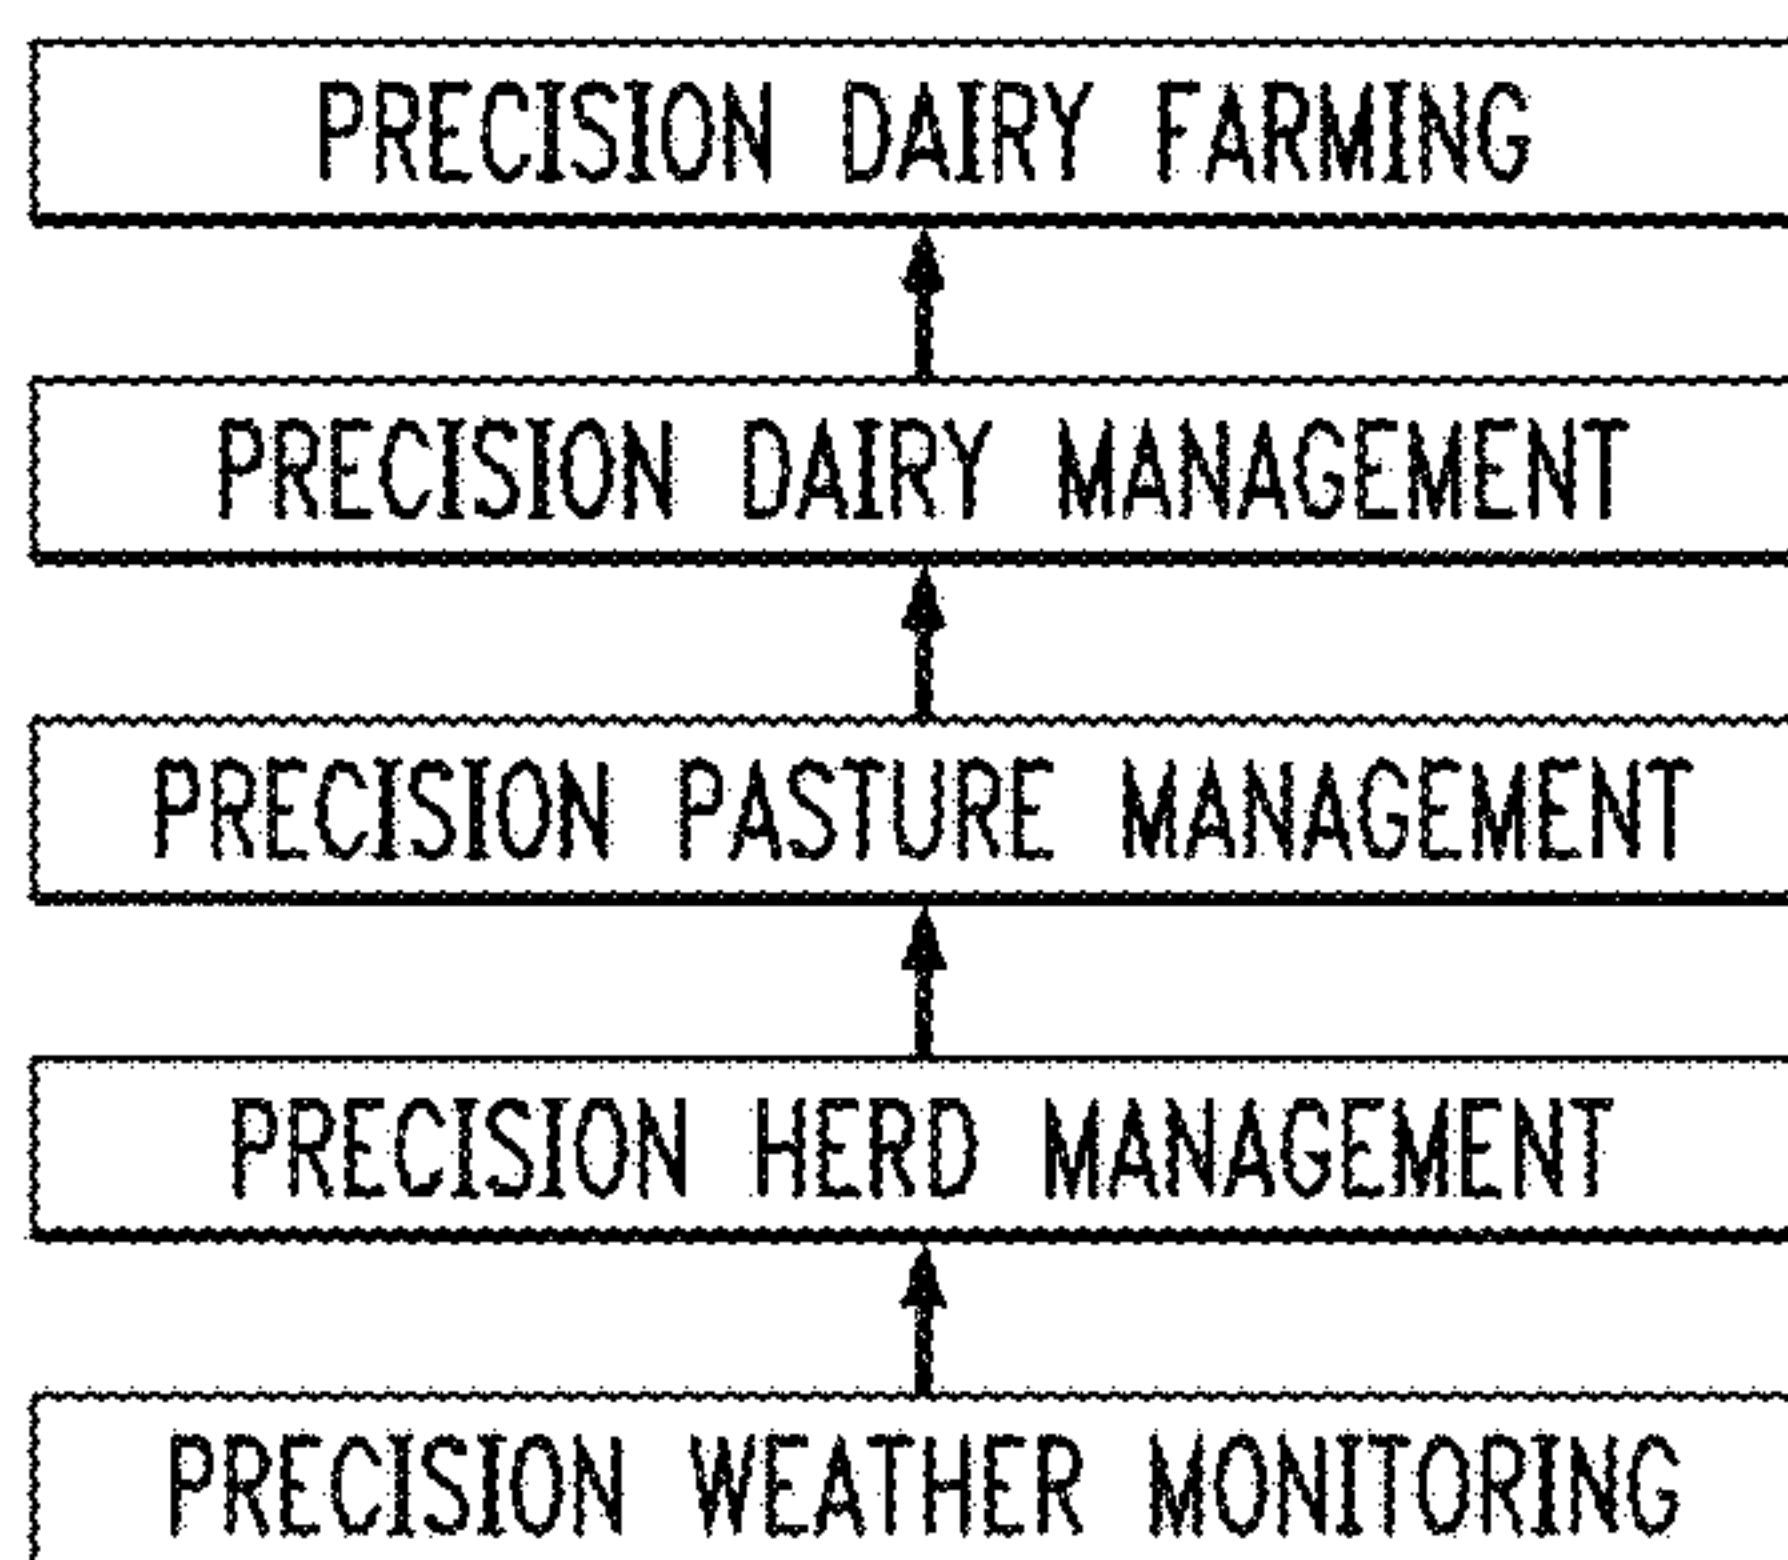 PRECISION DAIRY FARMING
PRECISION DAIRY MANAGEMENT
PRECISION PASTURE MANAGEMENT
PRECISION HERD MANAGEMENT
PRECISION WEATHER MONITORING